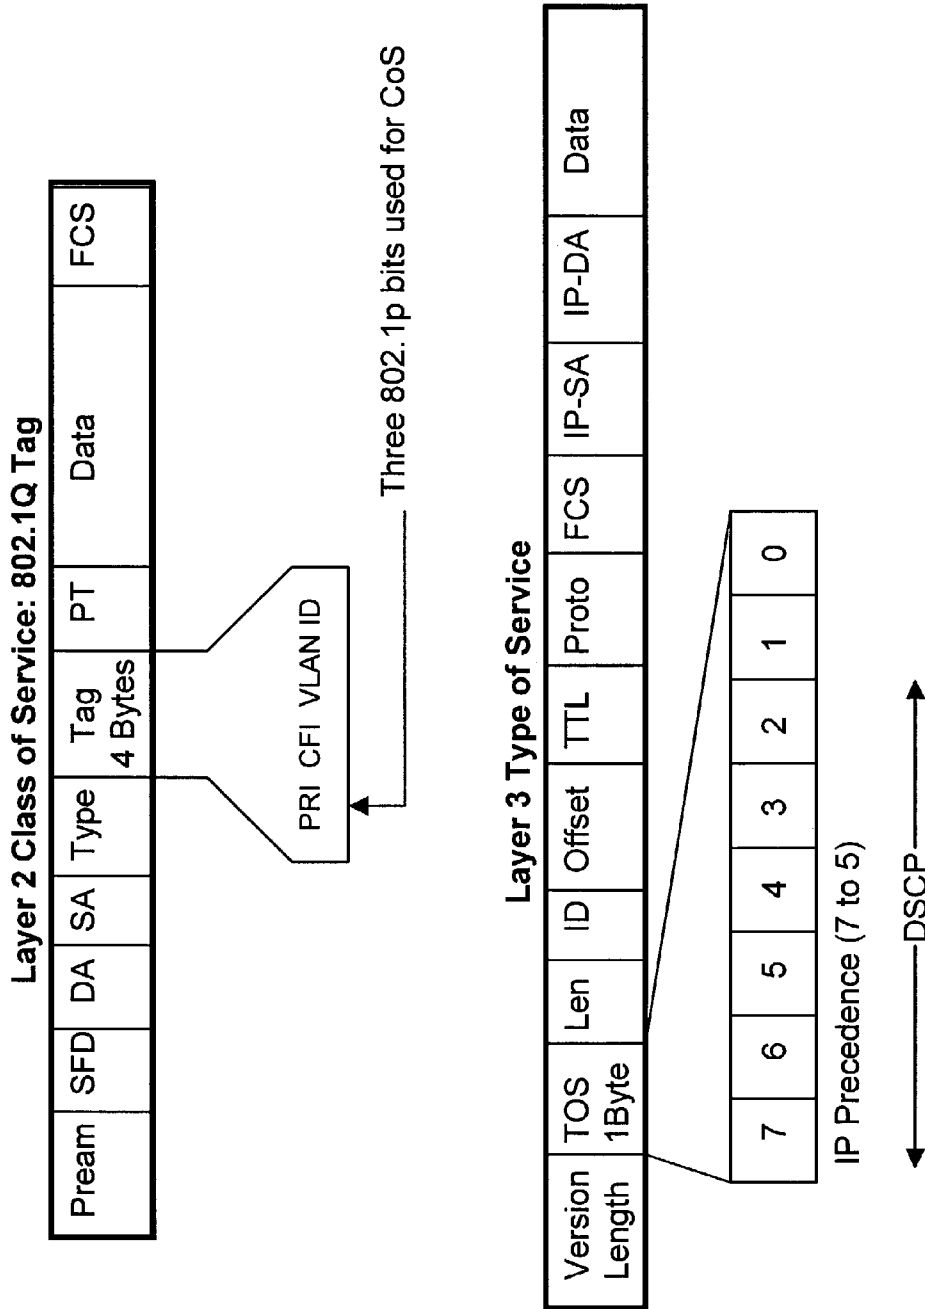 Layer 2 Class of Service: 802.1Q Tag
Pream SFD DA SA Type Tag 4 Bytes PT Data FCS
PRI CFI VLAN ID
Three 802.1p bits used for CoS
Layer 3 Type of Service
Version Length TOS 1Byte Len ID Offset TTL Proto FCS IP-SA IP-DA Data
7 6 5 4 3 2 1 0
IP Precedence (7 to 5)
DSCP